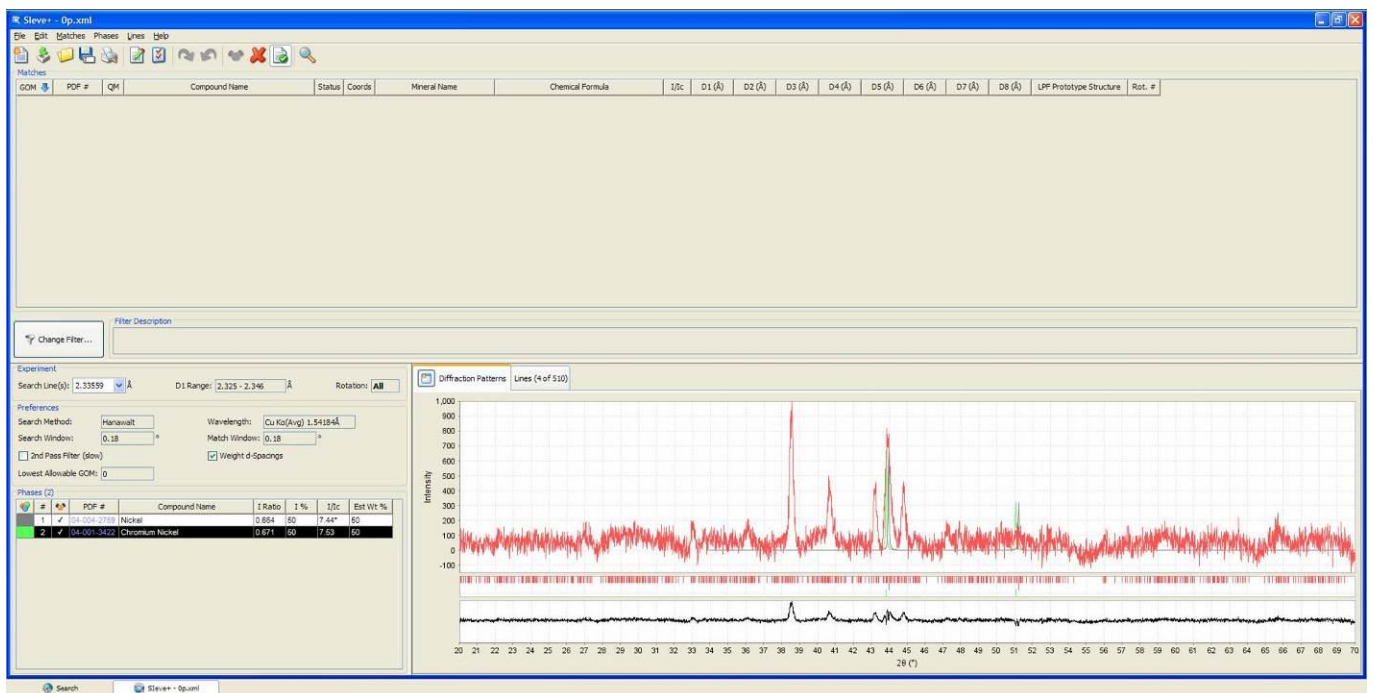 SIeve+ - 0p.xml
File Edit Matches Phases Lines Help
Matches
GOM PDF # QM Compound Name Status Coords Mineral Name Chemical Formula I/Ic D1 (Å) D2 (Å) D3 (Å) D4 (Å) D5 (Å) D6 (Å) D7 (Å) D8 (Å) LPF Prototype Structure Rot. #
Filter Description
Change Filter...
Experiment
Search Line(s): 2.33559 Å D1 Range: 2.325 - 2.346 Å Rotation: All
Preferences
Search Method: Hanawalt Wavelength: Cu Kα(Avg) 1.54184Å
Search Window: 0.18 ° Match Window: 0.18 °
2nd Pass Filter (slow) Weight d-Spacings
Lowest Allowable GOM: 0
Phases (2)
# PDF # Compound Name I Ratio I % I/Ic Est Wt %
1 04-004-2759 Nickel 0.664 50 7.44* 50
2 04-001-3422 Chromium Nickel 0.671 50 7.53 50
Diffraction Patterns Lines (4 of 510)
1,000
900
800
700
600
500
400
300
200
100
0
-100
Intensity
20 21 22 23 24 25 26 27 28 29 30 31 32 33 34 35 36 37 38 39 40 41 42 43 44 45 46 47 48 49 50 51 52 53 54 55 56 57 58 59 60 61 62 63 64 65 66 67 68 69 70
2θ (°)
Search SIeve+ - 0p.xml